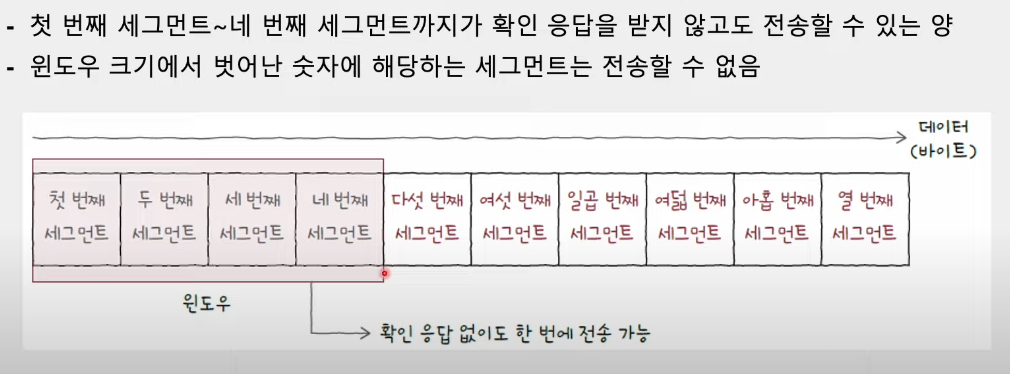 - 첫 번째 세그먼트~네 번째 세그먼트까지가 확인 응답을 받지 않고도 전송할 수 있는 양
- 윈도우 크기에서 벗어난 숫자에 해당하는 세그먼트는 전송할 수 없음
데이터
(바이트)
첫 번째 두 번째 세 번째 네 번째 다섯 번째 여섯 번째 일곱 번째 여덟 번째 아홉 번째 열 번째
세그먼트 세그먼트 세그먼트 세그먼트 세그먼트 세그먼트 세그먼트 세그먼트 세그먼트 세그먼트
윈도우
확인 응답 없이도 한 번에 전송 가능